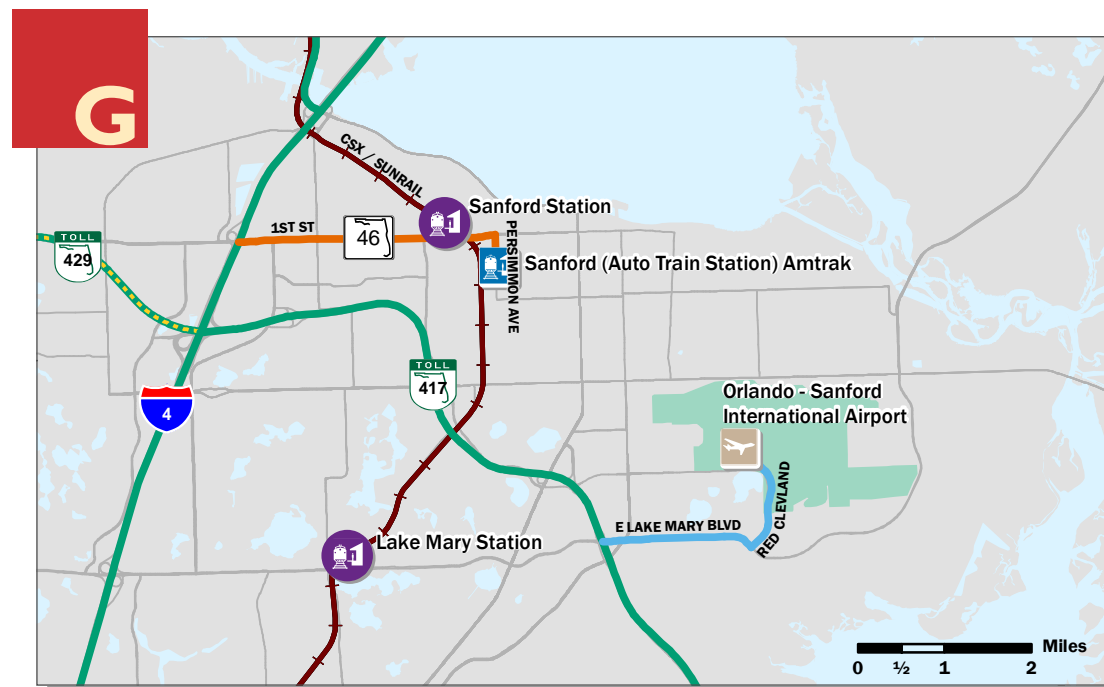 G
CSX / SUNRAIL
Sanford Station
1ST ST
46
PERSIMMON AVE
TOLL
429
Sanford (Auto Train Station) Amtrak
TOLL
417
4
Orlando - Sanford
International Airport
RED CLEVLAND
E LAKE MARY BLVD
Lake Mary Station
Miles
0 ½ 1 2